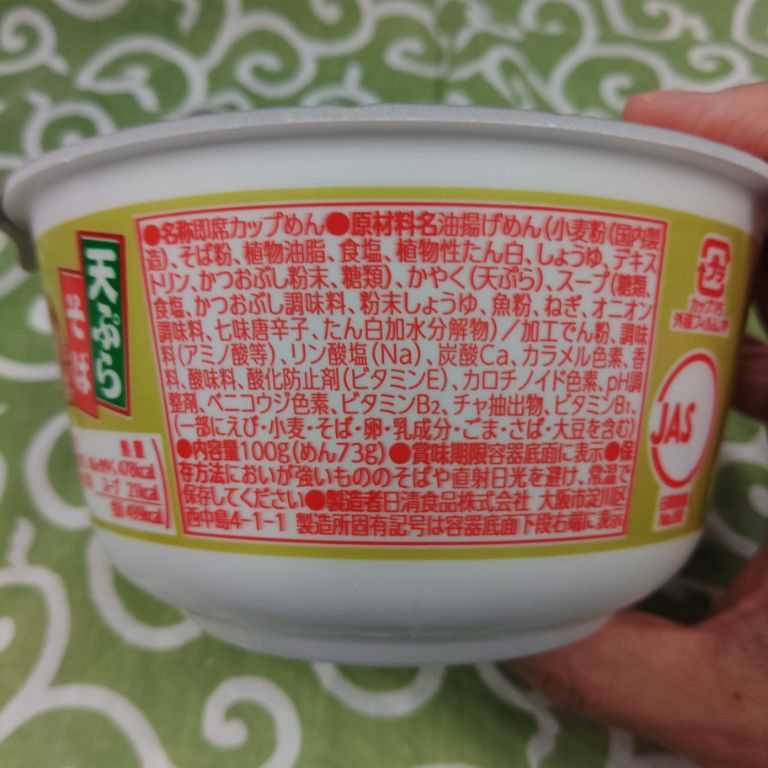 天ぷら
そば
●名称即席カップめん●原材料名油揚げめん(小麦粉(国内製
造)、そば粉、植物油脂、食塩、植物性たん白、しょうゆ、デキス
トリン、かつおぶし粉末、糖類)、かやく(天ぷら)、スープ(糖類、
食塩、かつおぶし調味料、粉末しょうゆ、魚粉、ねぎ、オニオン
調味料、七味唐辛子、たん白加水分解物)/加工でん粉、調味
料(アミノ酸等)、リン酸塩(Na)、炭酸Ca、カラメル色素、香
料、酸味料、酸化防止剤(ビタミンE)、カロチノイド色素、pH調
整剤、ベニコウジ色素、ビタミンB₂、チャ抽出物、ビタミンB₁、
(一部にえび・小麦・そば・卵・乳成分・ごま・さば・大豆を含む)
●内容量100g(めん73g)●賞味期限容器底面に表示●保
存方法においが強いもののそばや直射日光を避け、常温で
保存してください●製造者日清食品株式会社 大阪市淀川区
西中島4-1-1 製造所固有記号は容器底面下段右端に表示
プラ
JAS